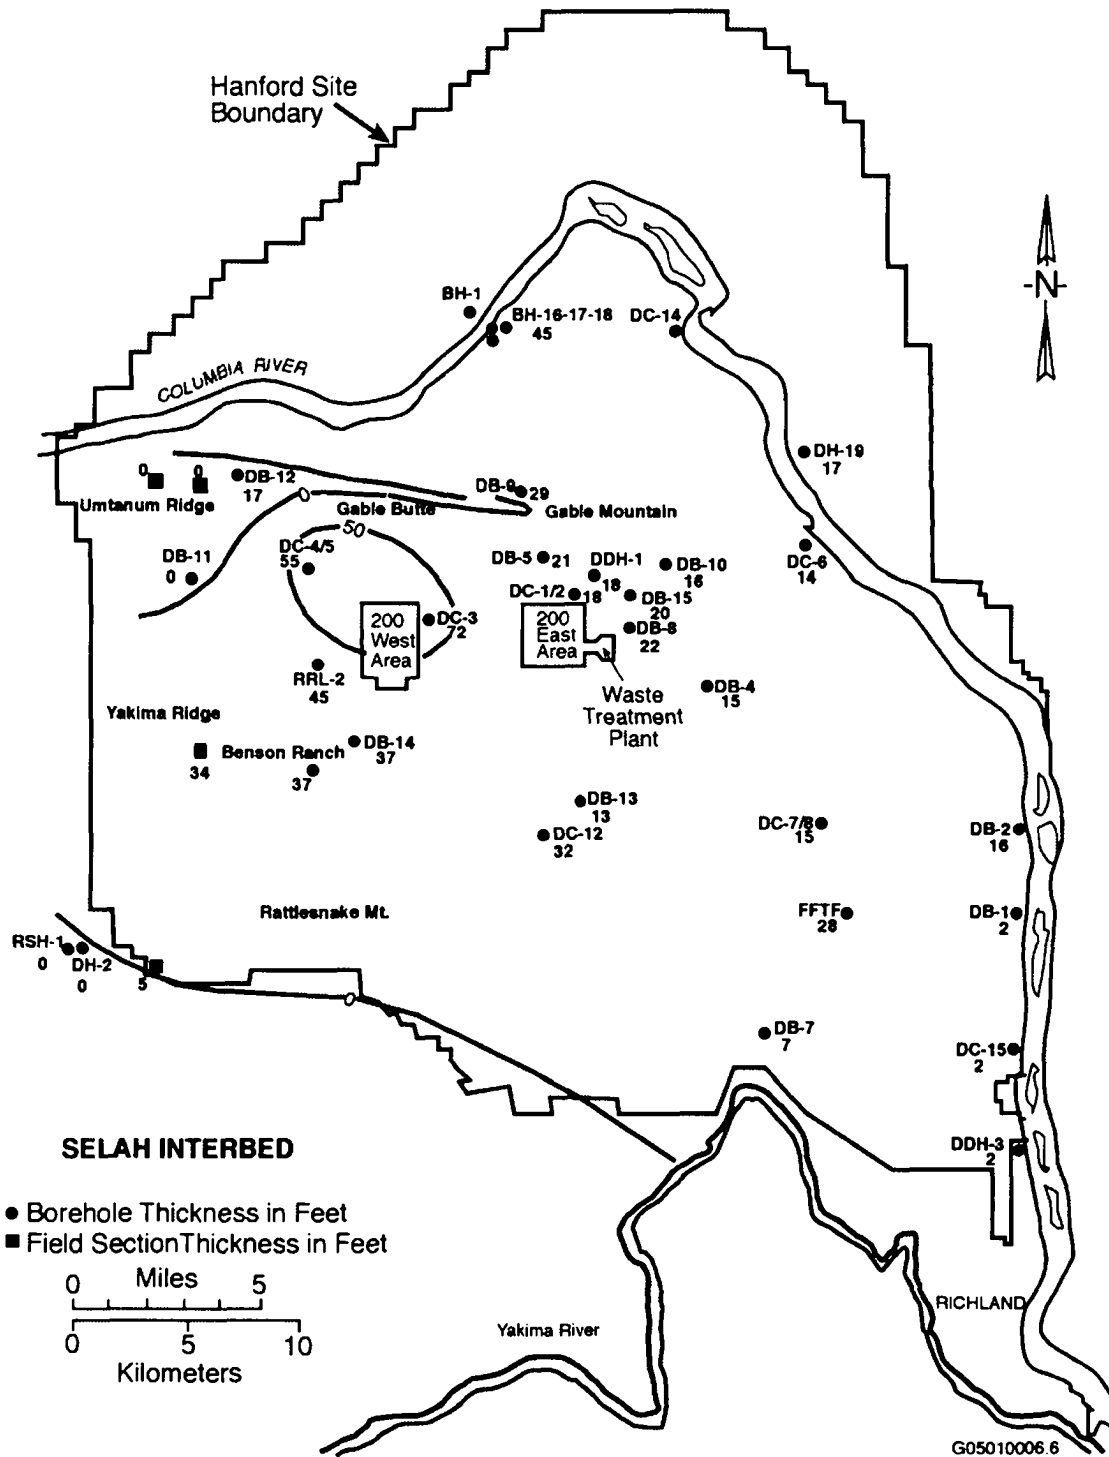 Hanford Site
Boundary
N
BH-1
BH-16-17-18
45
DC-14
COLUMBIA RIVER
DH-19
17
0
0
DB-12
17
Umtanum Ridge
0
DB-9
29
Gable Butte
Gable Mountain
50
DB-11
0
DC-4/5
55
DB-5
21
DDH-1
18
DB-10
16
DC-6
14
DC-1/2
18
DB-15
20
DC-3
72
200
West
Area
200
East
Area
DB-8
22
RRL-2
45
DB-4
15
Waste
Treatment
Plant
Yakima Ridge
34
Benson Ranch
37
DB-14
37
DB-13
13
DC-12
32
DC-7/8
15
DB-2
16
Rattlesnake Mt.
FFTF
28
DB-1
2
RSH-1
0
DH-2
0
5
0
DB-7
7
DC-15
2
DDH-3
2
SELAH INTERBED
Borehole Thickness in Feet
Field Section Thickness in Feet
0 Miles 5
0 5 10
Kilometers
Yakima River
RICHLAND
G05010006.6